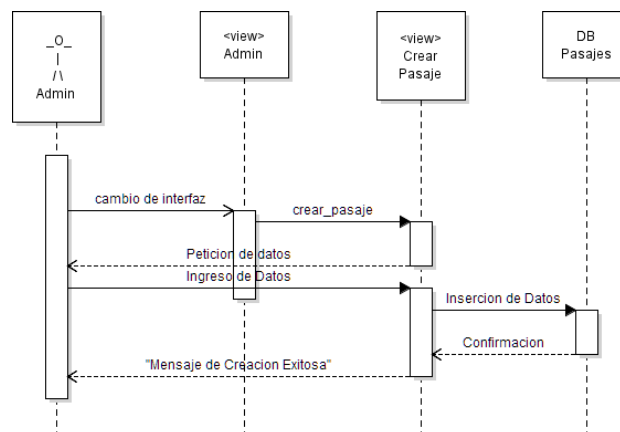 _O_
|
/\
Admin
<view>
Admin
<view>
Crear
Pasaje
DB
Pasajes
cambio de interfaz
crear_pasaje
Peticion de datos
Ingreso de Datos
Insercion de Datos
Confirmacion
"Mensaje de Creacion Exitosa"